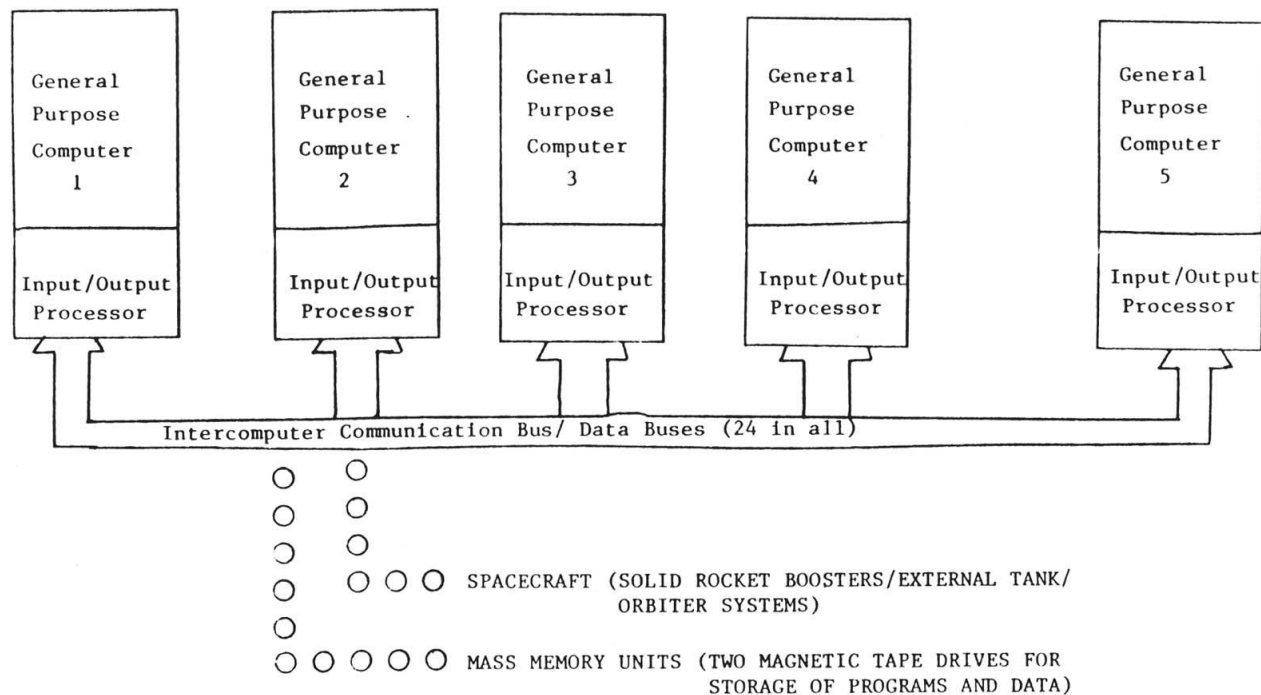 General
Purpose
Computer
1
Input/Output
Processor
General
Purpose
Computer
2
Input/Output
Processor
General
Purpose
Computer
3
Input/Output
Processor
General
Purpose
Computer
4
Input/Output
Processor
General
Purpose
Computer
5
Input/Output
Processor
Intercomputer Communication Bus/ Data Buses (24 in all)
SPACECRAFT (SOLID ROCKET BOOSTERS/EXTERNAL TANK/
ORBITER SYSTEMS)
MASS MEMORY UNITS (TWO MAGNETIC TAPE DRIVES FOR
STORAGE OF PROGRAMS AND DATA)